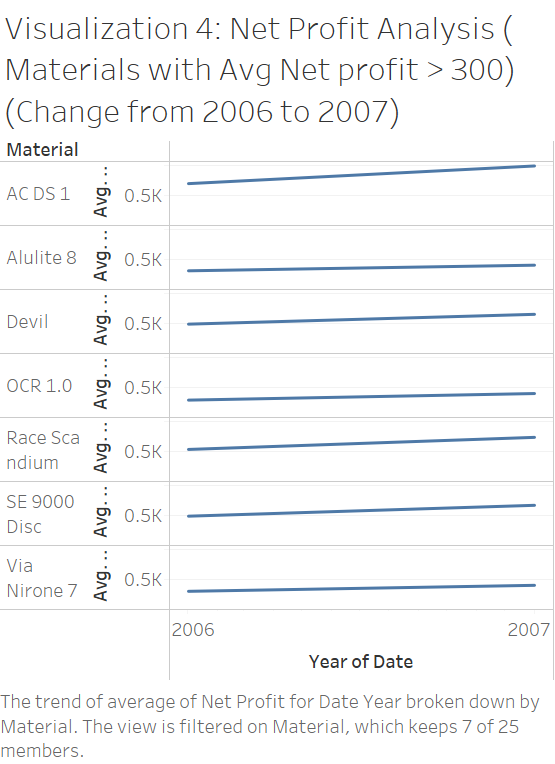 Visualization 4: Net Profit Analysis (
Materials with Avg Net profit > 300)
(Change from 2006 to 2007)
Material
AC DS 1
Avg...
0.5K
Alulite 8
Avg...
0.5K
Devil
Avg...
0.5K
OCR 1.0
Avg...
0.5K
Race Sca
ndium
Avg...
0.5K
SE 9000
Disc
Avg...
0.5K
Via
Nirone 7
Avg...
0.5K
2006
2007
Year of Date
The trend of average of Net Profit for Date Year broken down by
Material. The view is filtered on Material, which keeps 7 of 25
members.